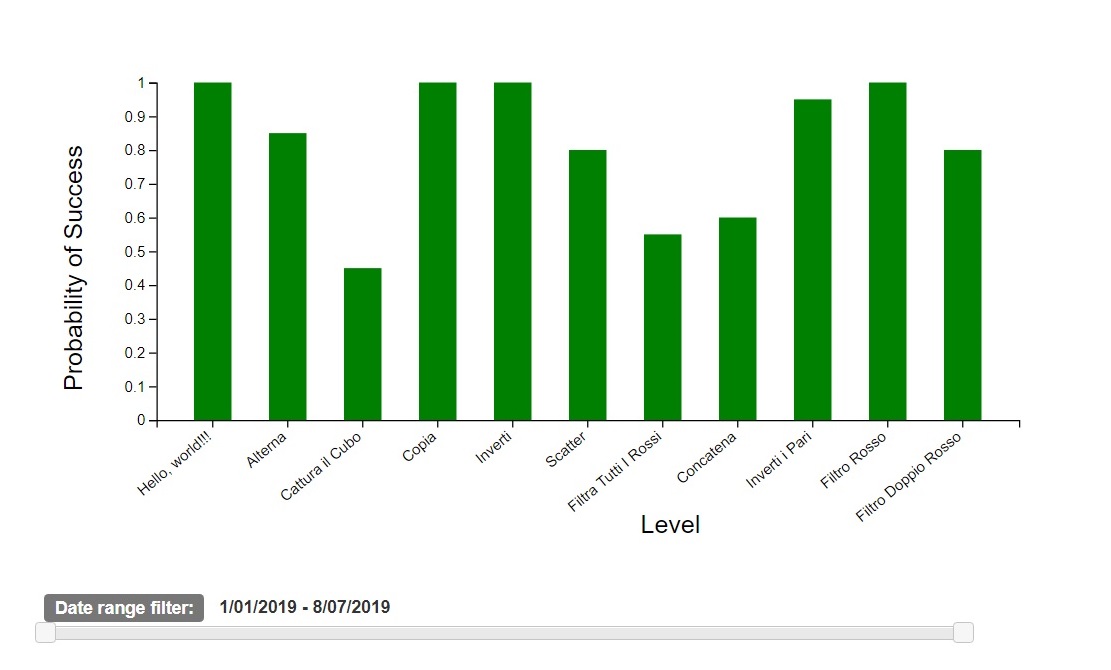 Probability of Success
1
0.9
0.8
0.7
0.6
0.5
0.4
0.3
0.2
0.1
0
Hello, world!!!
Alterna
Cattura il Cubo
Copia
Inverti
Scatter
Filtra Tutti I Rossi
Concatena
Inverti i Pari
Filtro Rosso
Filtro Doppio Rosso
Level
Date range filter: 1/01/2019 - 8/07/2019